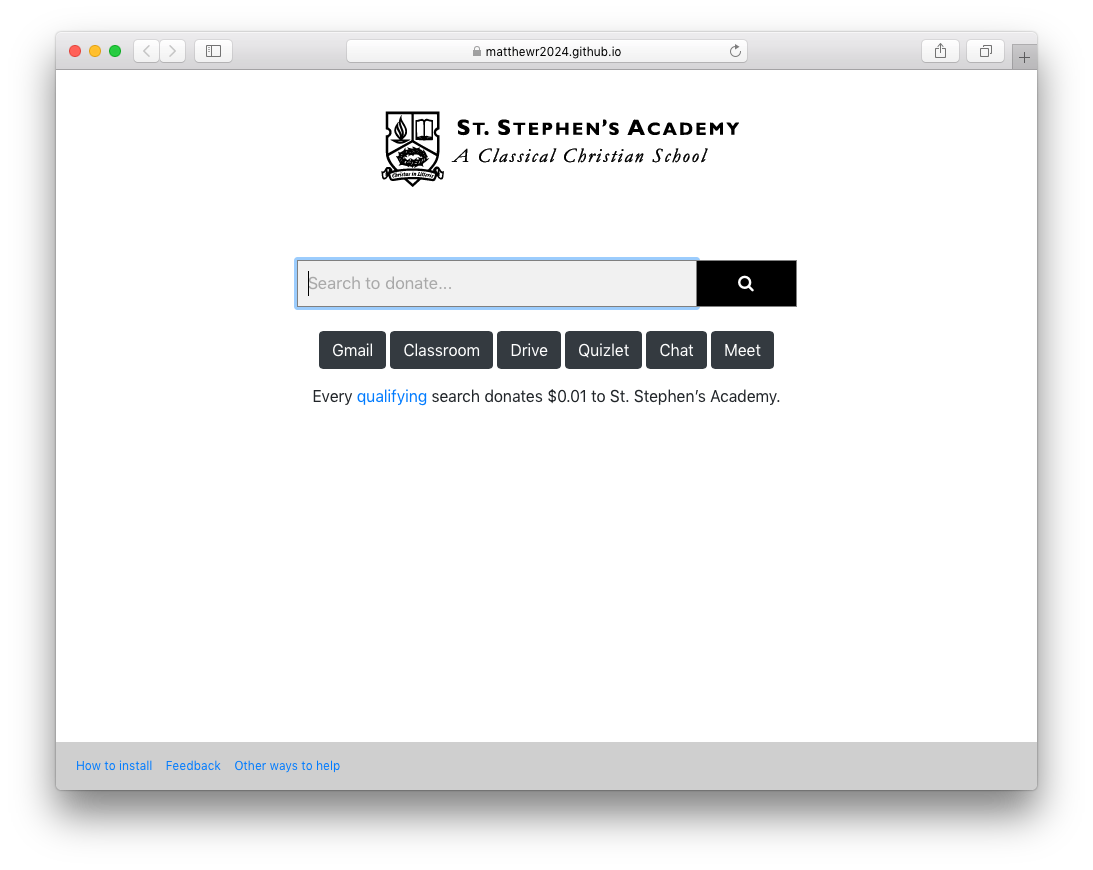 matthewr2024.github.io
St. Stephen's Academy
A Classical Christian School
Christus in Litteris
Search to donate...
Gmail Classroom Drive Quizlet Chat Meet
Every qualifying search donates $0.01 to St. Stephen's Academy.
How to install Feedback Other ways to help